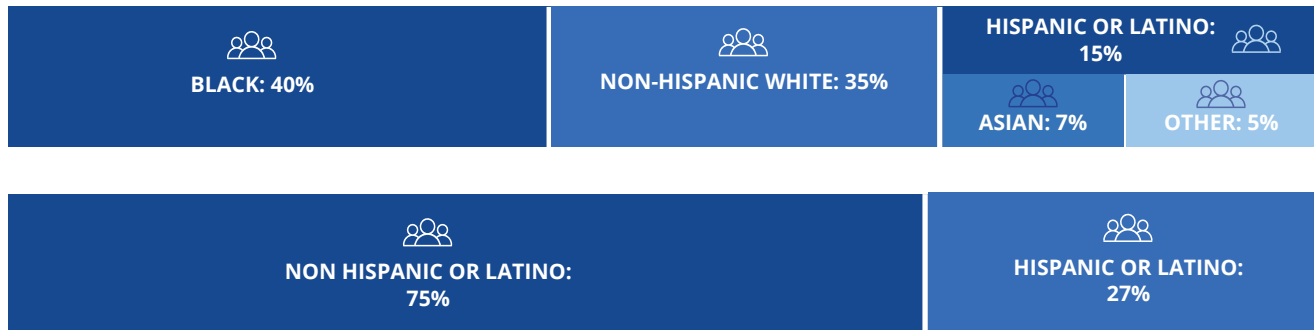 BLACK: 40%
NON-HISPANIC WHITE: 35%
HISPANIC OR LATINO:
15%
ASIAN: 7%
OTHER: 5%
NON HISPANIC OR LATINO:
75%
HISPANIC OR LATINO:
27%